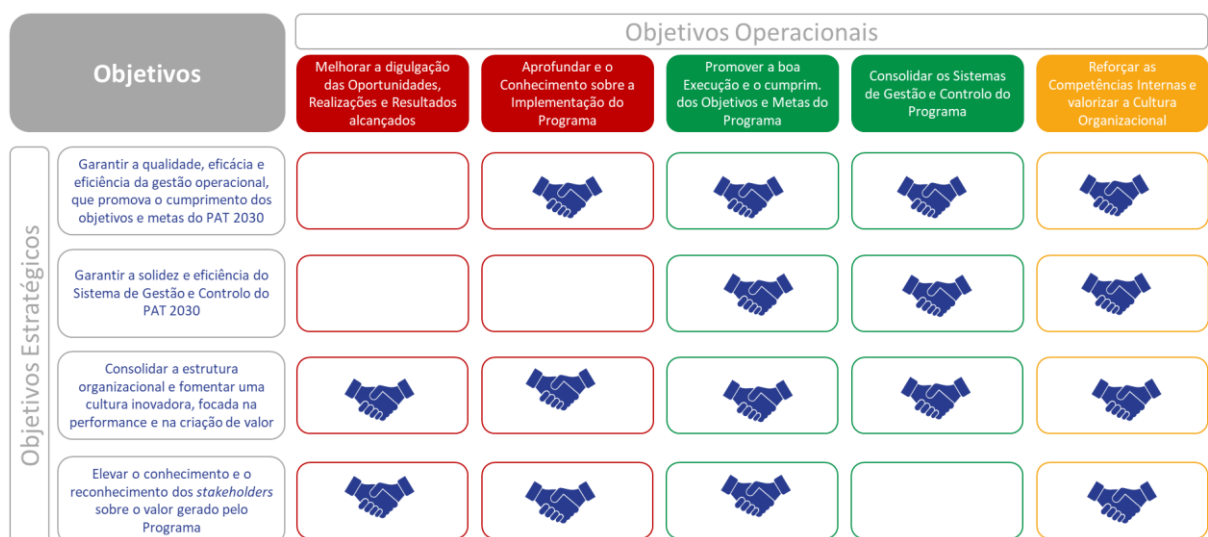 Objetivos
Objetivos Operacionais
Melhorar a digulgação
das Oportunidades,
Realizações e Resultados
alcançados
Aprofundar e o
Conhecimento sobre a
Implementação do
Programa
Promover a boa
Execução e o cumprim.
dos Objetivos e Metas do
Programa
Consolidar os Sistemas
de Gestão e Controlo do
Programa
Reforçar as
Competências Internas e
valorizar a Cultura
Organizacional
Objetivos Estratégicos
Garantir a qualidade, eficácia e
eficiência da gestão operacional,
que promova o cumprimento dos
objetivos e metas do PAT 2030
Garantir a solidez e eficiência do
Sistema de Gestão e Controlo do
PAT 2030
Consolidar a estrutura
organizacional e fomentar uma
cultura inovadora, focada na
performance e na criação de valor
Elevar o conhecimento e o
reconhecimento dos stakeholders
sobre o valor gerado pelo
Programa